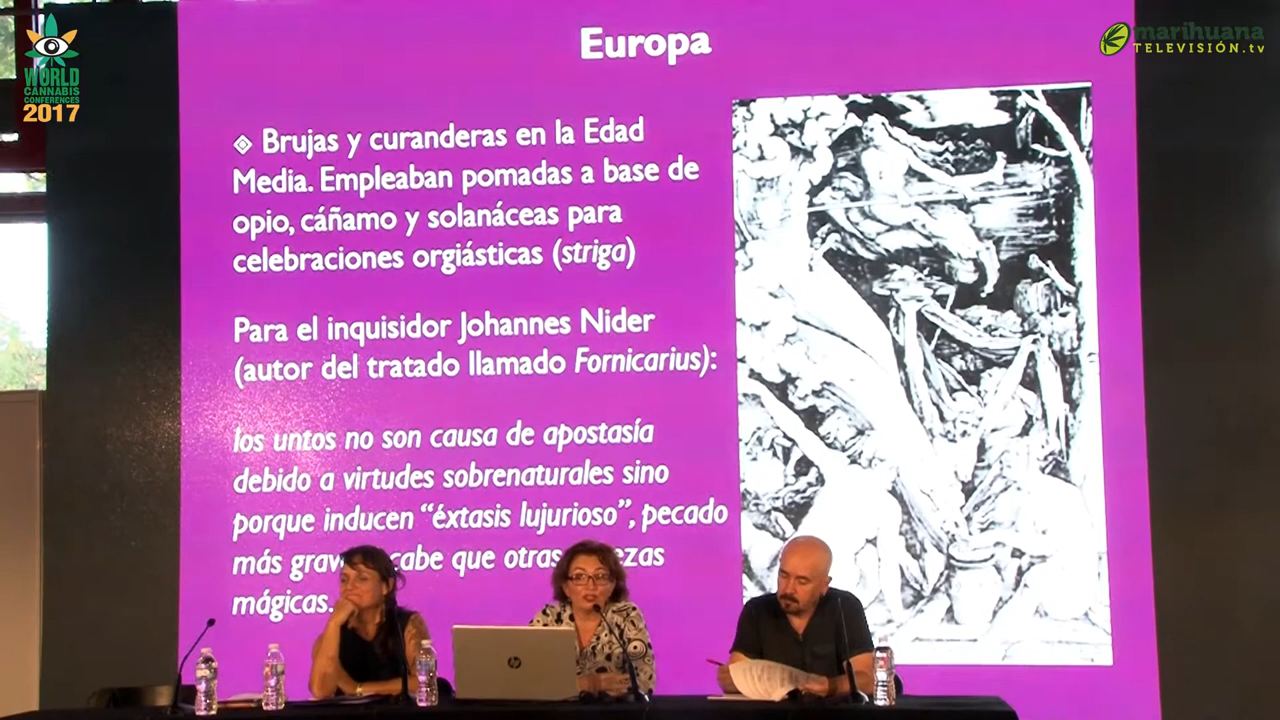 WORLD
CANNABIS
CONFERENCES
2017
marihuana
TELEVISIÓN.tv
Europa
Brujas y curanderas en la Edad
Media. Empleaban pomadas a base de
opio, cáñamo y solanáceas para
celebraciones orgiásticas (striga)
Para el inquisidor Johannes Nider
(autor del tratado llamado Fornicarius):
los untos no son causa de apostasía
debido a virtudes sobrenaturales sino
porque inducen “éxtasis lujurioso”, pecado
más cabe que otras
mágicas.
hp